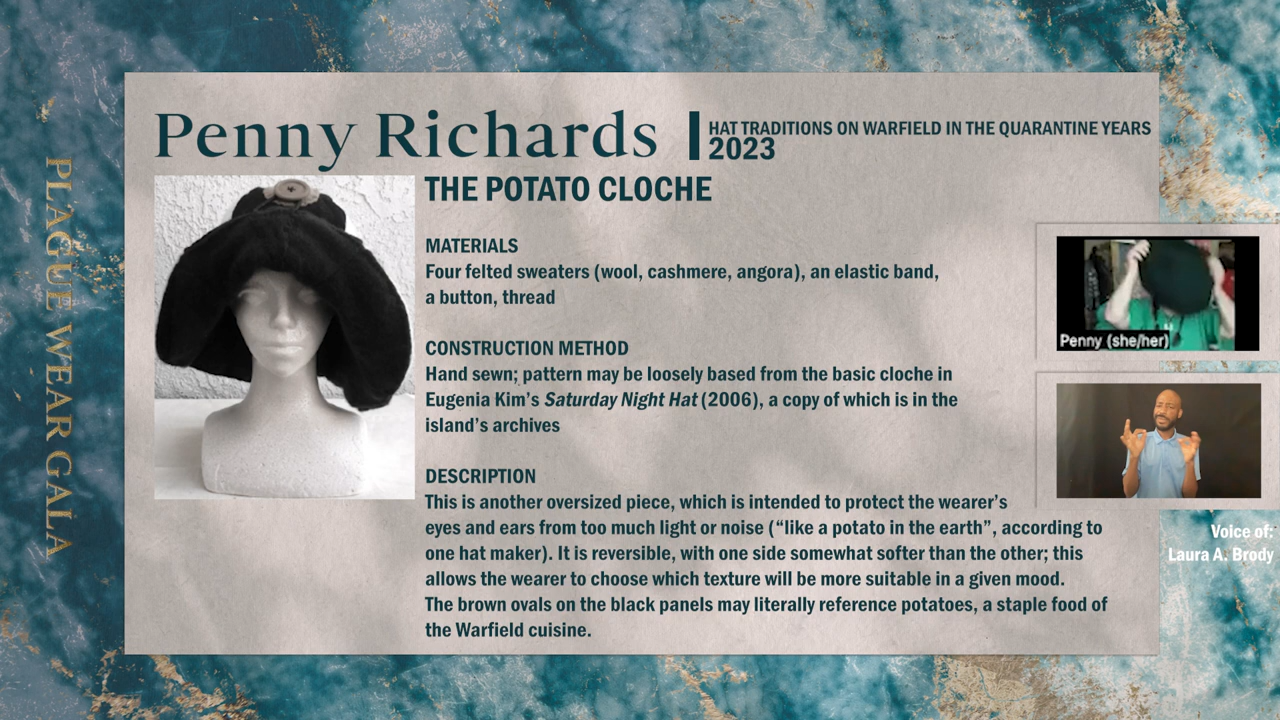 PLAGUE WEAR GALA
Penny Richards
HAT TRADITIONS ON WARFIELD IN THE QUARANTINE YEARS
2023
THE POTATO CLOCHE
MATERIALS
Four felted sweaters (wool, cashmere, angora), an elastic band,
a button, thread
CONSTRUCTION METHOD
Hand sewn; pattern may be loosely based from the basic cloche in
Eugenia Kim’s Saturday Night Hat (2006), a copy of which is in the
island’s archives
DESCRIPTION
This is another oversized piece, which is intended to protect the wearer’s
eyes and ears from too much light or noise (“like a potato in the earth”, according to
one hat maker). It is reversible, with one side somewhat softer than the other; this
allows the wearer to choose which texture will be more suitable in a given mood.
The brown ovals on the black panels may literally reference potatoes, a staple food of
the Warfield cuisine.
Penny (she/her)
Voice of:
Laura A. Brody